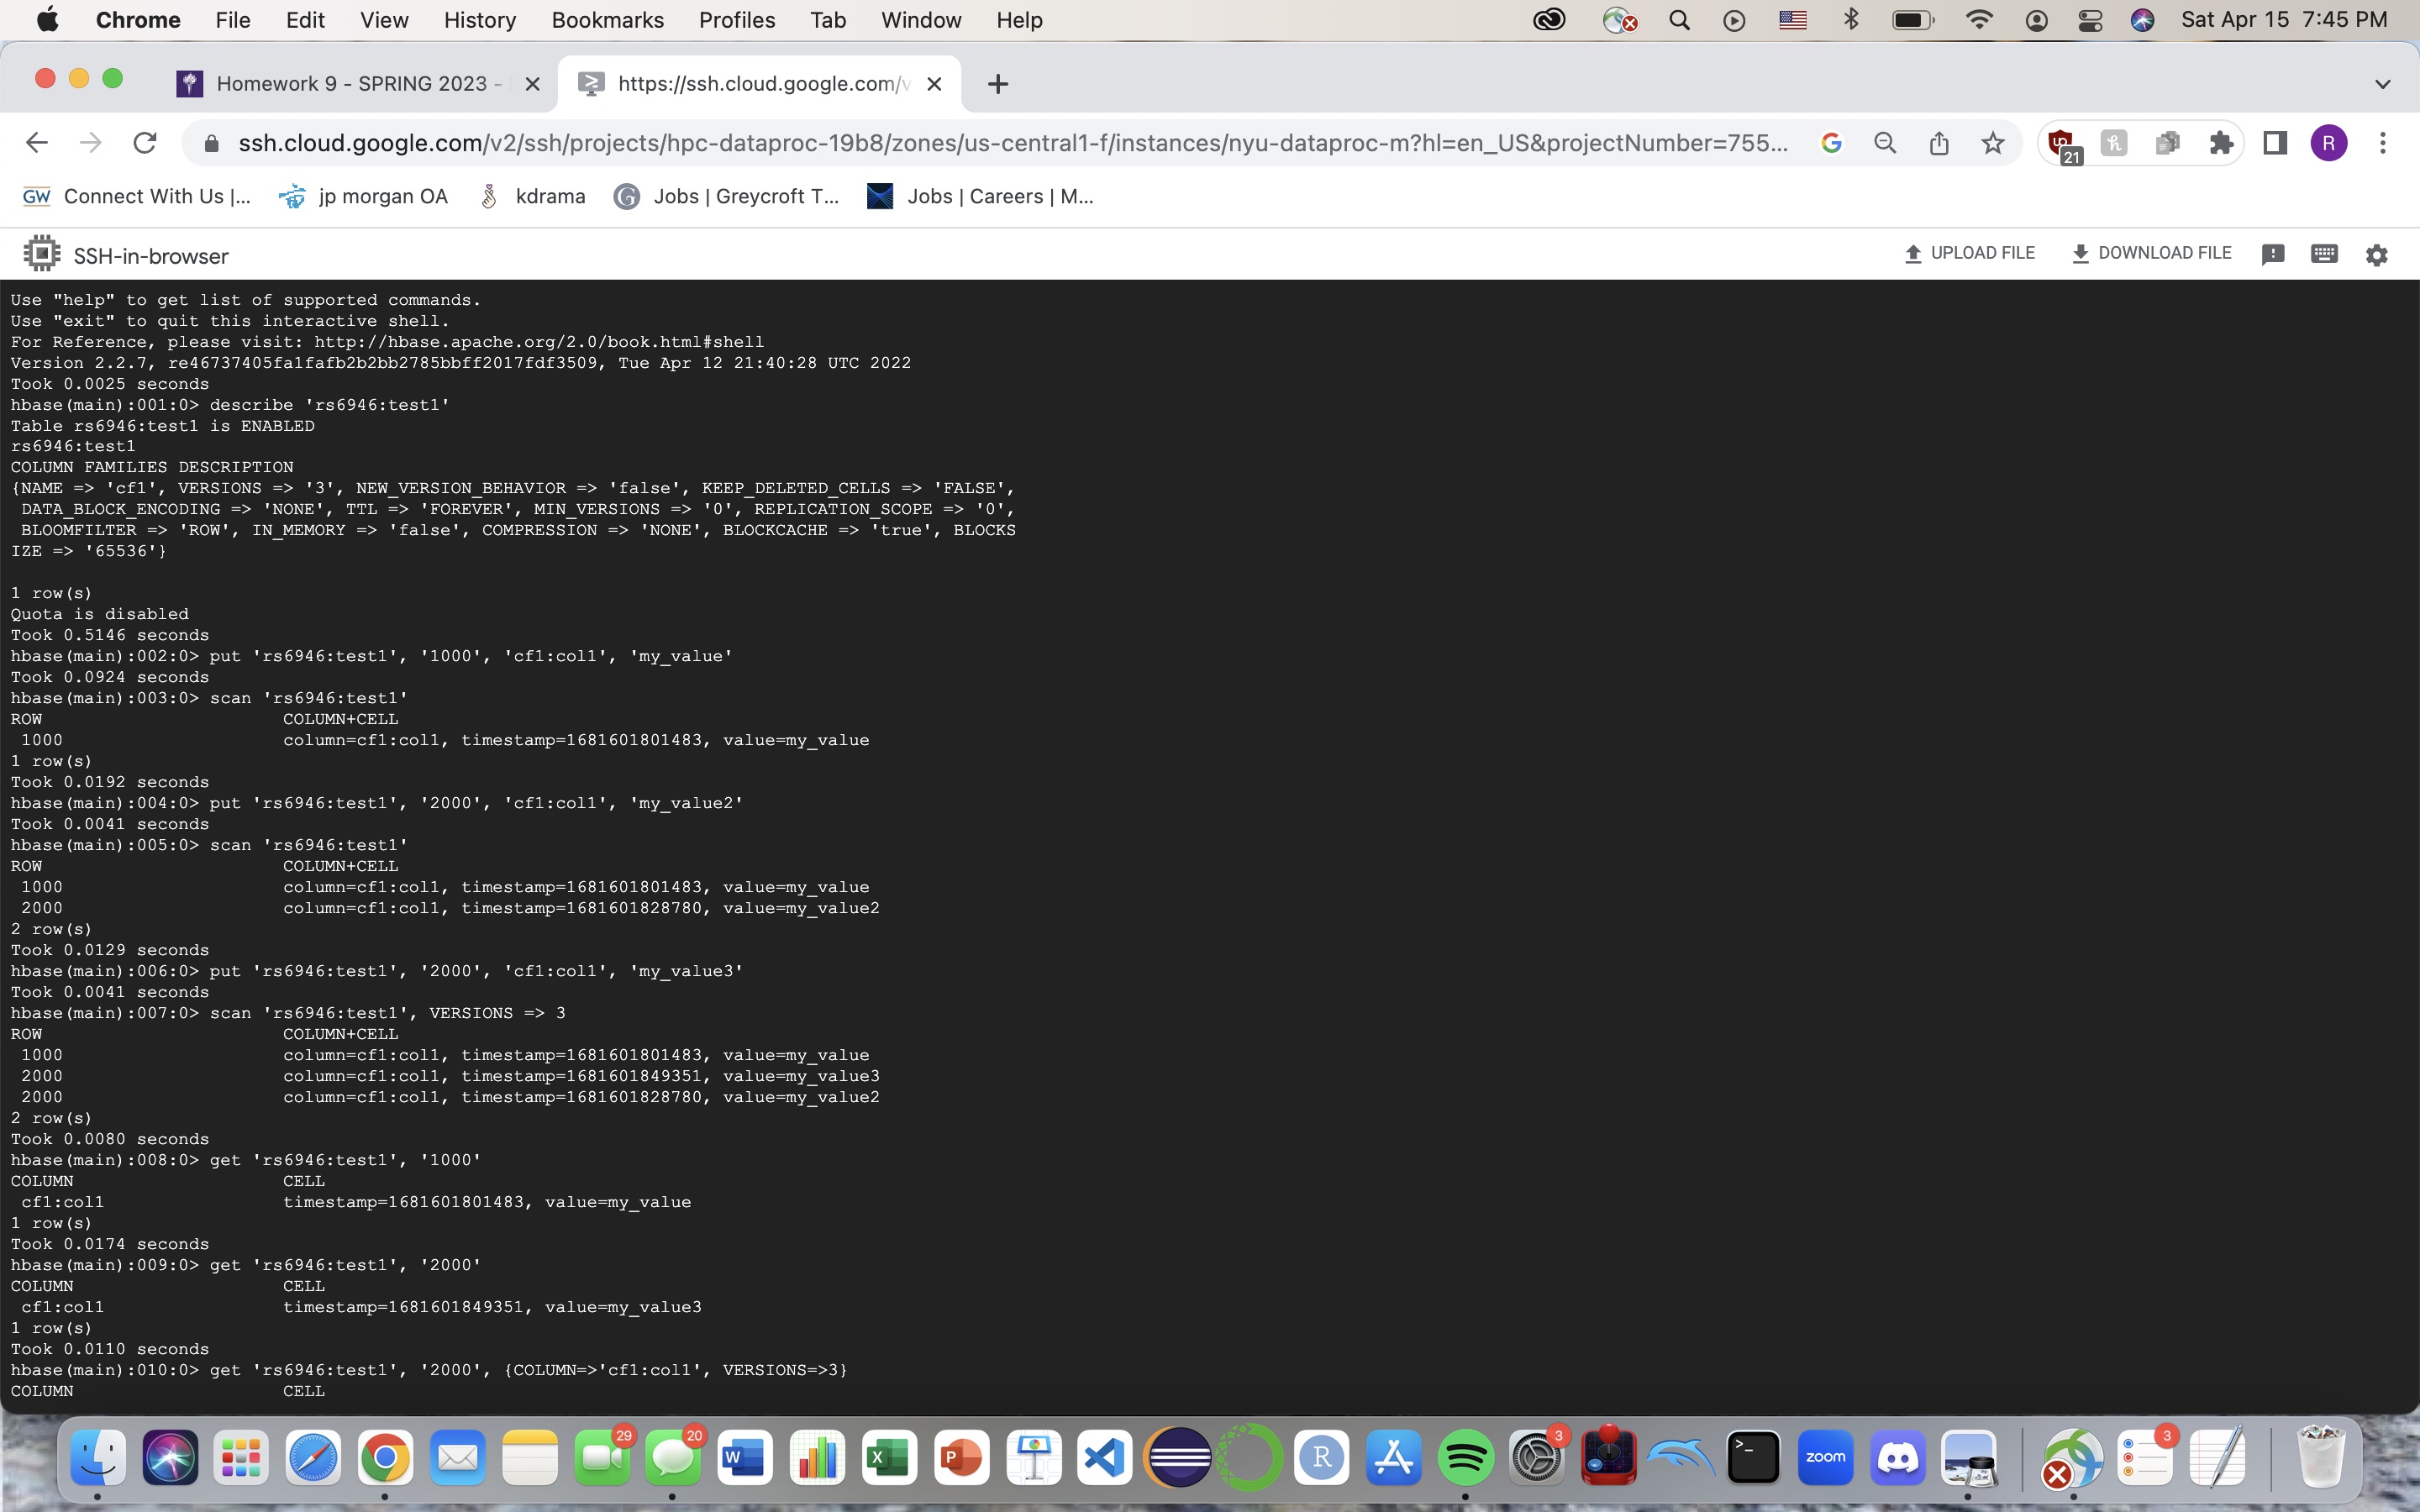 Chrome File Edit View History Bookmarks Profiles Tab Window Help Sat Apr 15 7:45 PM
Homework 9 - SPRING 2023 - https://ssh.cloud.google.com/v
ssh.cloud.google.com/v2/ssh/projects/hpc-dataproc-19b8/zones/us-central1-f/instances/nyu-dataproc-m?hl=en_US&projectNumber=755... 21 R
GW Connect With Us |... jp morgan OA kdrama Jobs | Greycroft T... Jobs | Careers | M...
SSH-in-browser UPLOAD FILE DOWNLOAD FILE
Use "help" to get list of supported commands.
Use "exit" to quit this interactive shell.
For Reference, please visit: http://hbase.apache.org/2.0/book.html#shell
Version 2.2.7, re46737405fa1fafb2b2bb2785bbff2017fdf3509, Tue Apr 12 21:40:28 UTC 2022
Took 0.0025 seconds
hbase(main):001:0> describe 'rs6946:test1'
Table rs6946:test1 is ENABLED
rs6946:test1
COLUMN FAMILIES DESCRIPTION
{NAME => 'cf1', VERSIONS => '3', NEW_VERSION_BEHAVIOR => 'false', KEEP_DELETED_CELLS => 'FALSE',
DATA_BLOCK_ENCODING => 'NONE', TTL => 'FOREVER', MIN_VERSIONS => '0', REPLICATION_SCOPE => '0',
BLOOMFILTER => 'ROW', IN_MEMORY => 'false', COMPRESSION => 'NONE', BLOCKCACHE => 'true', BLOCKS
IZE => '65536'}
1 row(s)
Quota is disabled
Took 0.5146 seconds
hbase(main):002:0> put 'rs6946:test1', '1000', 'cf1:col1', 'my_value'
Took 0.0924 seconds
hbase(main):003:0> scan 'rs6946:test1'
ROW COLUMN+CELL
1000 column=cf1:col1, timestamp=1681601801483, value=my_value
1 row(s)
Took 0.0192 seconds
hbase(main):004:0> put 'rs6946:test1', '2000', 'cf1:col1', 'my_value2'
Took 0.0041 seconds
hbase(main):005:0> scan 'rs6946:test1'
ROW COLUMN+CELL
1000 column=cf1:col1, timestamp=1681601801483, value=my_value
2000 column=cf1:col1, timestamp=1681601828780, value=my_value2
2 row(s)
Took 0.0129 seconds
hbase(main):006:0> put 'rs6946:test1', '2000', 'cf1:col1', 'my_value3'
Took 0.0041 seconds
hbase(main):007:0> scan 'rs6946:test1', VERSIONS => 3
ROW COLUMN+CELL
1000 column=cf1:col1, timestamp=1681601801483, value=my_value
2000 column=cf1:col1, timestamp=1681601849351, value=my_value3
2000 column=cf1:col1, timestamp=1681601828780, value=my_value2
2 row(s)
Took 0.0080 seconds
hbase(main):008:0> get 'rs6946:test1', '1000'
COLUMN CELL
cf1:col1 timestamp=1681601801483, value=my_value
1 row(s)
Took 0.0174 seconds
hbase(main):009:0> get 'rs6946:test1', '2000'
COLUMN CELL
cf1:col1 timestamp=1681601849351, value=my_value3
1 row(s)
Took 0.0110 seconds
hbase(main):010:0> get 'rs6946:test1', '2000', {COLUMN=>'cf1:col1', VERSIONS=>3}
COLUMN CELL
29 20 W X P R 3 >_ zoom 3